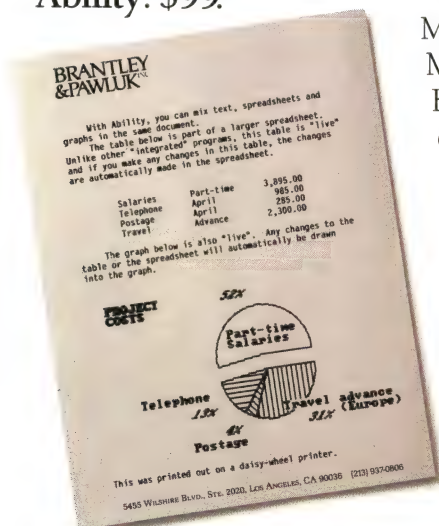 Ability. $99.
BRANTLEY
&PAWLUK INC
With Ability, you can mix text, spreadsheets and
graphs in the same document.
The table below is part of a larger spreadsheet.
Unlike other "integrated" programs, this table is "live"
and if you make any changes in this table, the changes
are automatically made in the spreadsheet.
Salaries Part-time 3,895.00
Telephone April 985.00
Postage April 285.00
Travel Advance 2,300.00
The graph below is also "live". Any changes to the
table or the spreadsheet will automatically be drawn
into the graph.
PROJECT
COSTS
52%
Part-time
Salaries
Telephone
13%
Travel advance
(Europe)
31%
4%
Postage
This was printed out on a daisy-wheel printer.
5455 WILSHIRE BLVD., STE. 2020, LOS ANGELES, CA 90036 (213) 937-0806